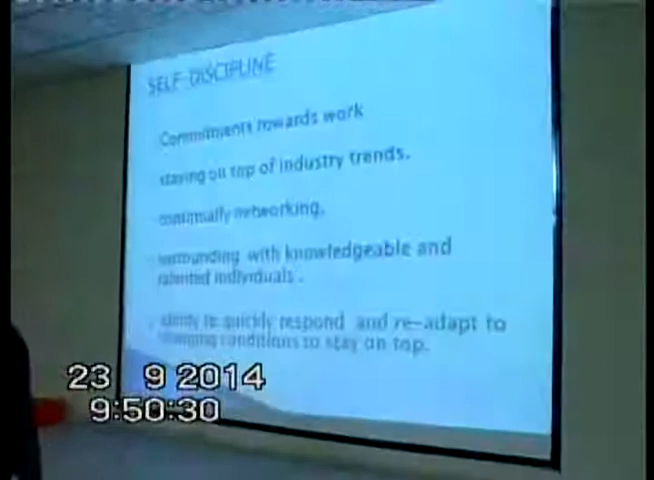 SELF DISCIPLINE
Commitments towards work
staying on top of industry trends.
continually networking.
surrounding with knowledgeable and
talented individuals.
ability to quickly respond and re-adapt to
changing conditions to stay on top.
23 9 2014
9:50:30